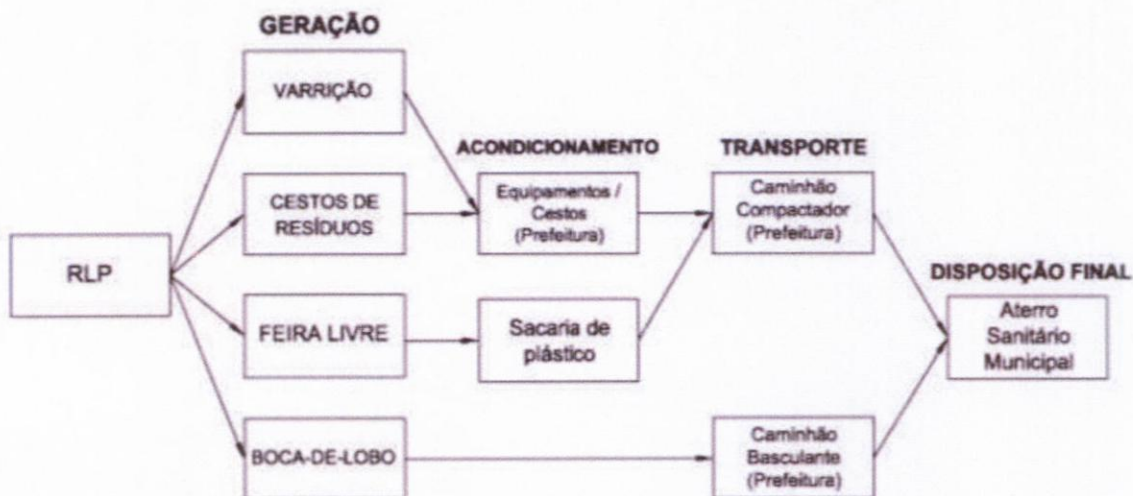 GERAÇÃO
VARRIÇÃO
ACONDICIONAMENTO
TRANSPORTE
CESTOS DE
RESÍDUOS
Equipamentos /
Cestos
(Prefeitura)
Caminhão
Compactador
(Prefeitura)
RLP
DISPOSIÇÃO FINAL
FEIRA LIVRE
Sacaria de
plástico
Aterro
Sanitário
Municipal
BOCA-DE-LOBO
Caminhão
Basculante
(Prefeitura)